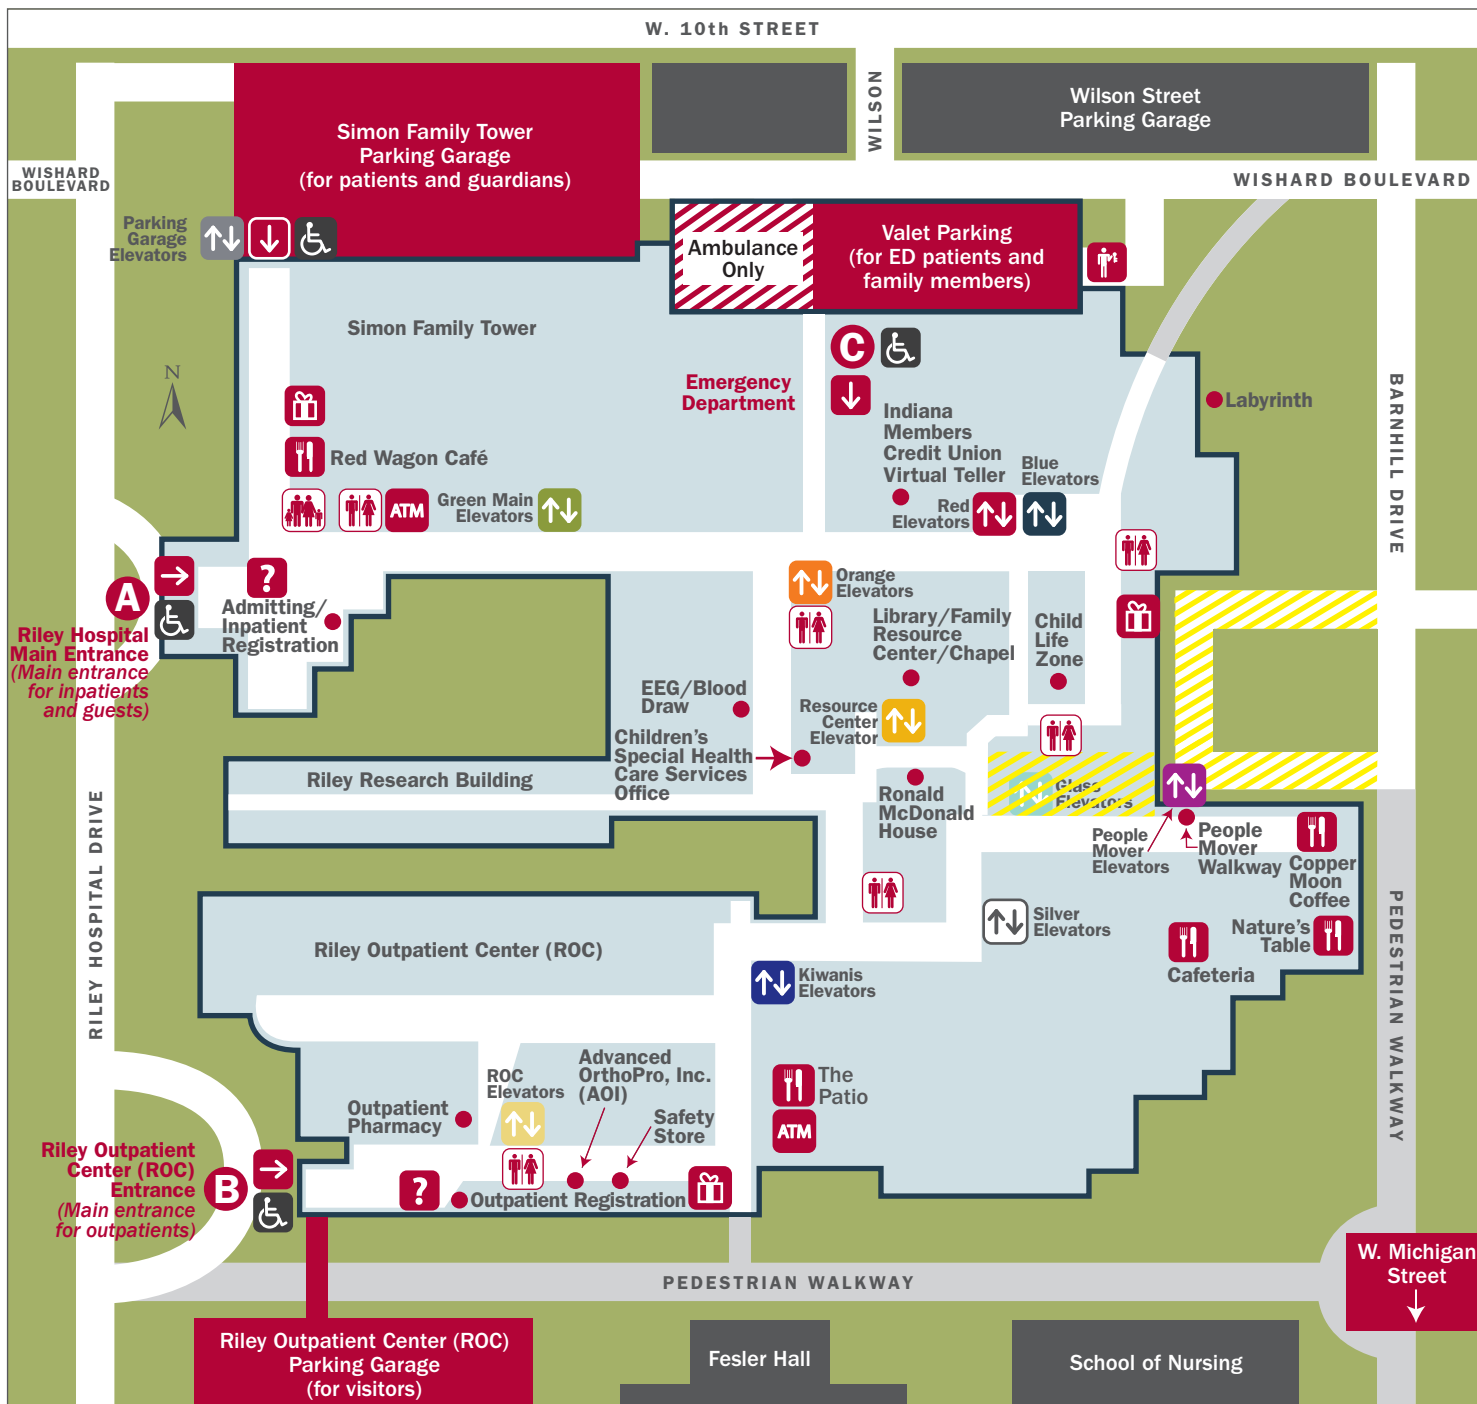 W. 10th STREET
WILSON
Wilson Street
Parking Garage
Simon Family Tower
Parking Garage
(for patients and guardians)
WISHARD
BOULEVARD
WISHARD BOULEVARD
Parking
Garage
Elevators
Ambulance
Only
Valet Parking
(for ED patients and
family members)
Simon Family Tower
N
C
Emergency
Department
Indiana
Members
Credit Union
Virtual Teller
Labyrinth
BARNHILL DRIVE
Red Wagon Café
ATM
Green Main
Elevators
Red
Elevators
Blue
Elevators
A
Riley Hospital
Main Entrance
(Main entrance
for inpatients
and guests)
?
Admitting/
Inpatient
Registration
Orange
Elevators
Library/Family
Resource
Center/Chapel
Child
Life
Zone
EEG/Blood
Draw
Resource
Center
Elevator
Children's
Special Health
Care Services
Office
Riley Research Building
Ronald
McDonald
House
Glass
Elevators
People
Mover
Elevators
People
Mover
Walkway
Copper
Moon
Coffee
RILEY HOSPITAL DRIVE
PEDESTRIAN WALKWAY
Silver
Elevators
Nature's
Table
Cafeteria
Riley Outpatient Center (ROC)
Kiwanis
Elevators
ROC
Elevators
Advanced
OrthoPro, Inc.
(AOI)
The
Patio
ATM
Outpatient
Pharmacy
Safety
Store
Riley Outpatient
Center (ROC)
Entrance
(Main entrance
for outpatients)
B
?
Outpatient Registration
PEDESTRIAN WALKWAY
W. Michigan
Street
Riley Outpatient Center (ROC)
Parking Garage
(for visitors)
Fesler Hall
School of Nursing